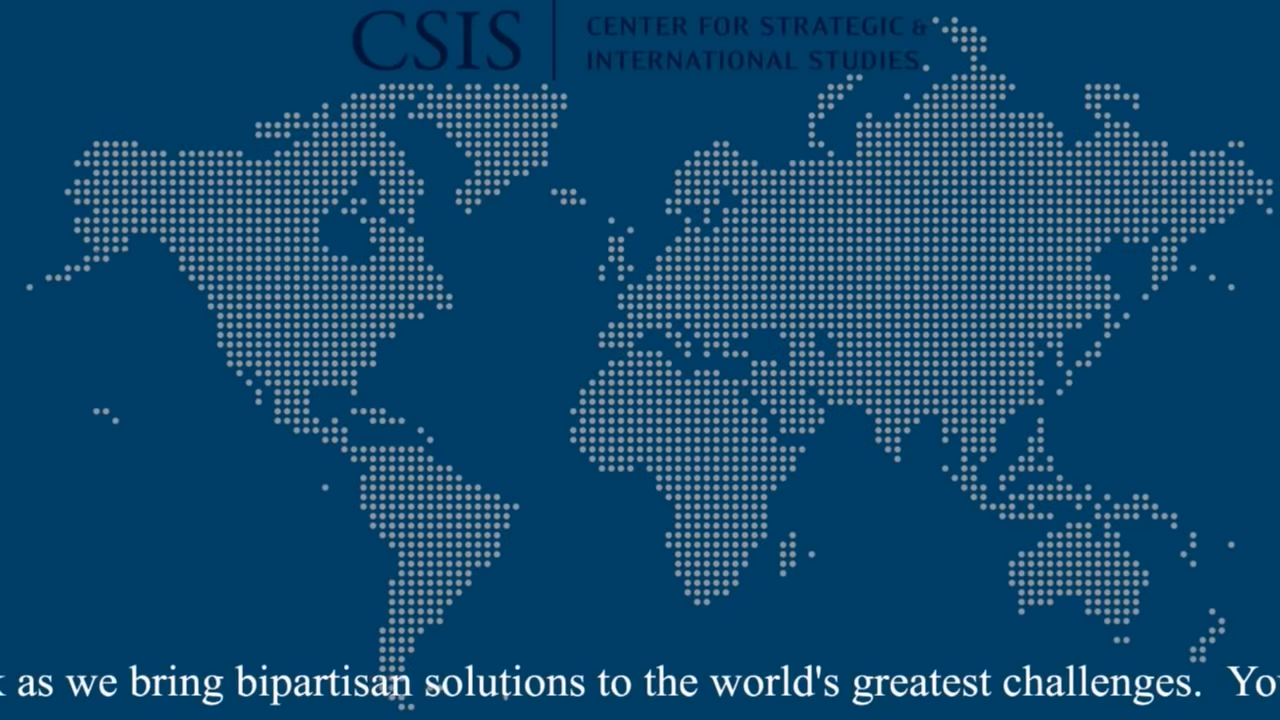 CSIS
CENTER FOR STRATEGIC &
INTERNATIONAL STUDIES
as we bring bipartisan solutions to the world's greatest challenges.